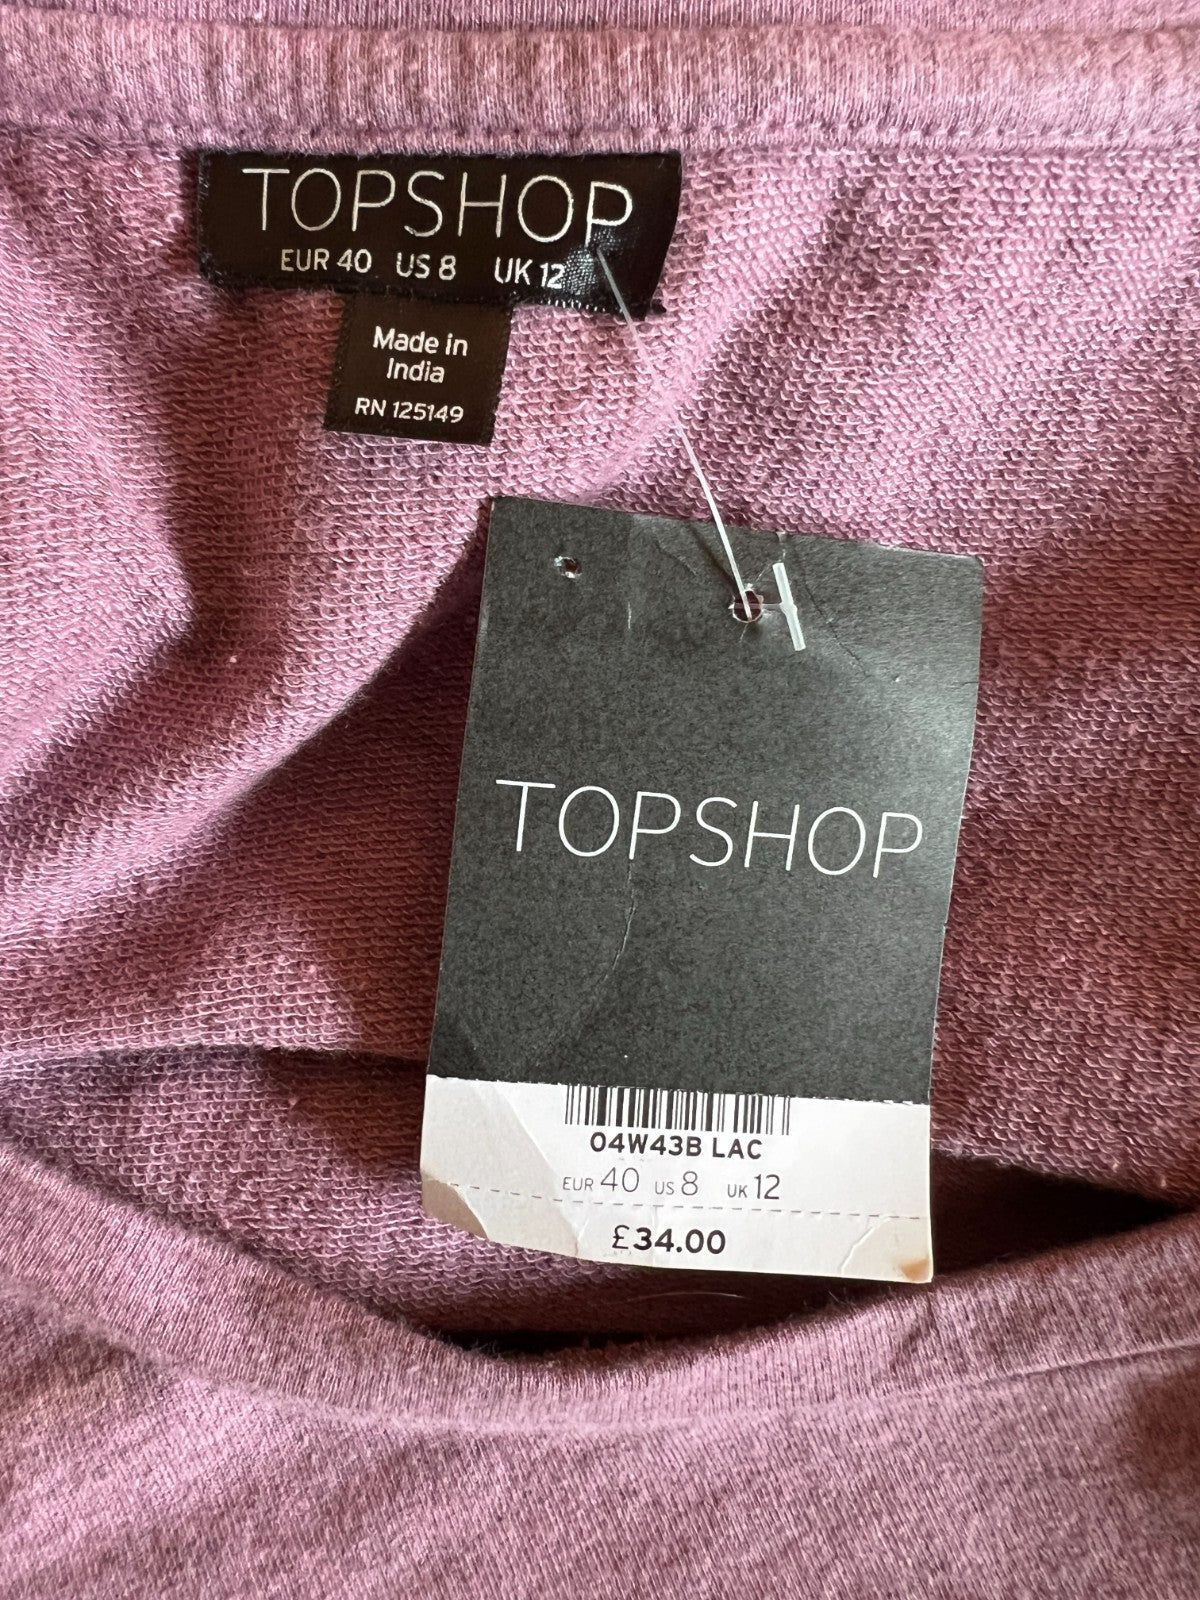 TOPSHOP
EUR 40 US 8 UK 12
Made in
India
RN 125149
TOPSHOP
04W43B LAC
EUR 40 US 8 UK 12
£34.00